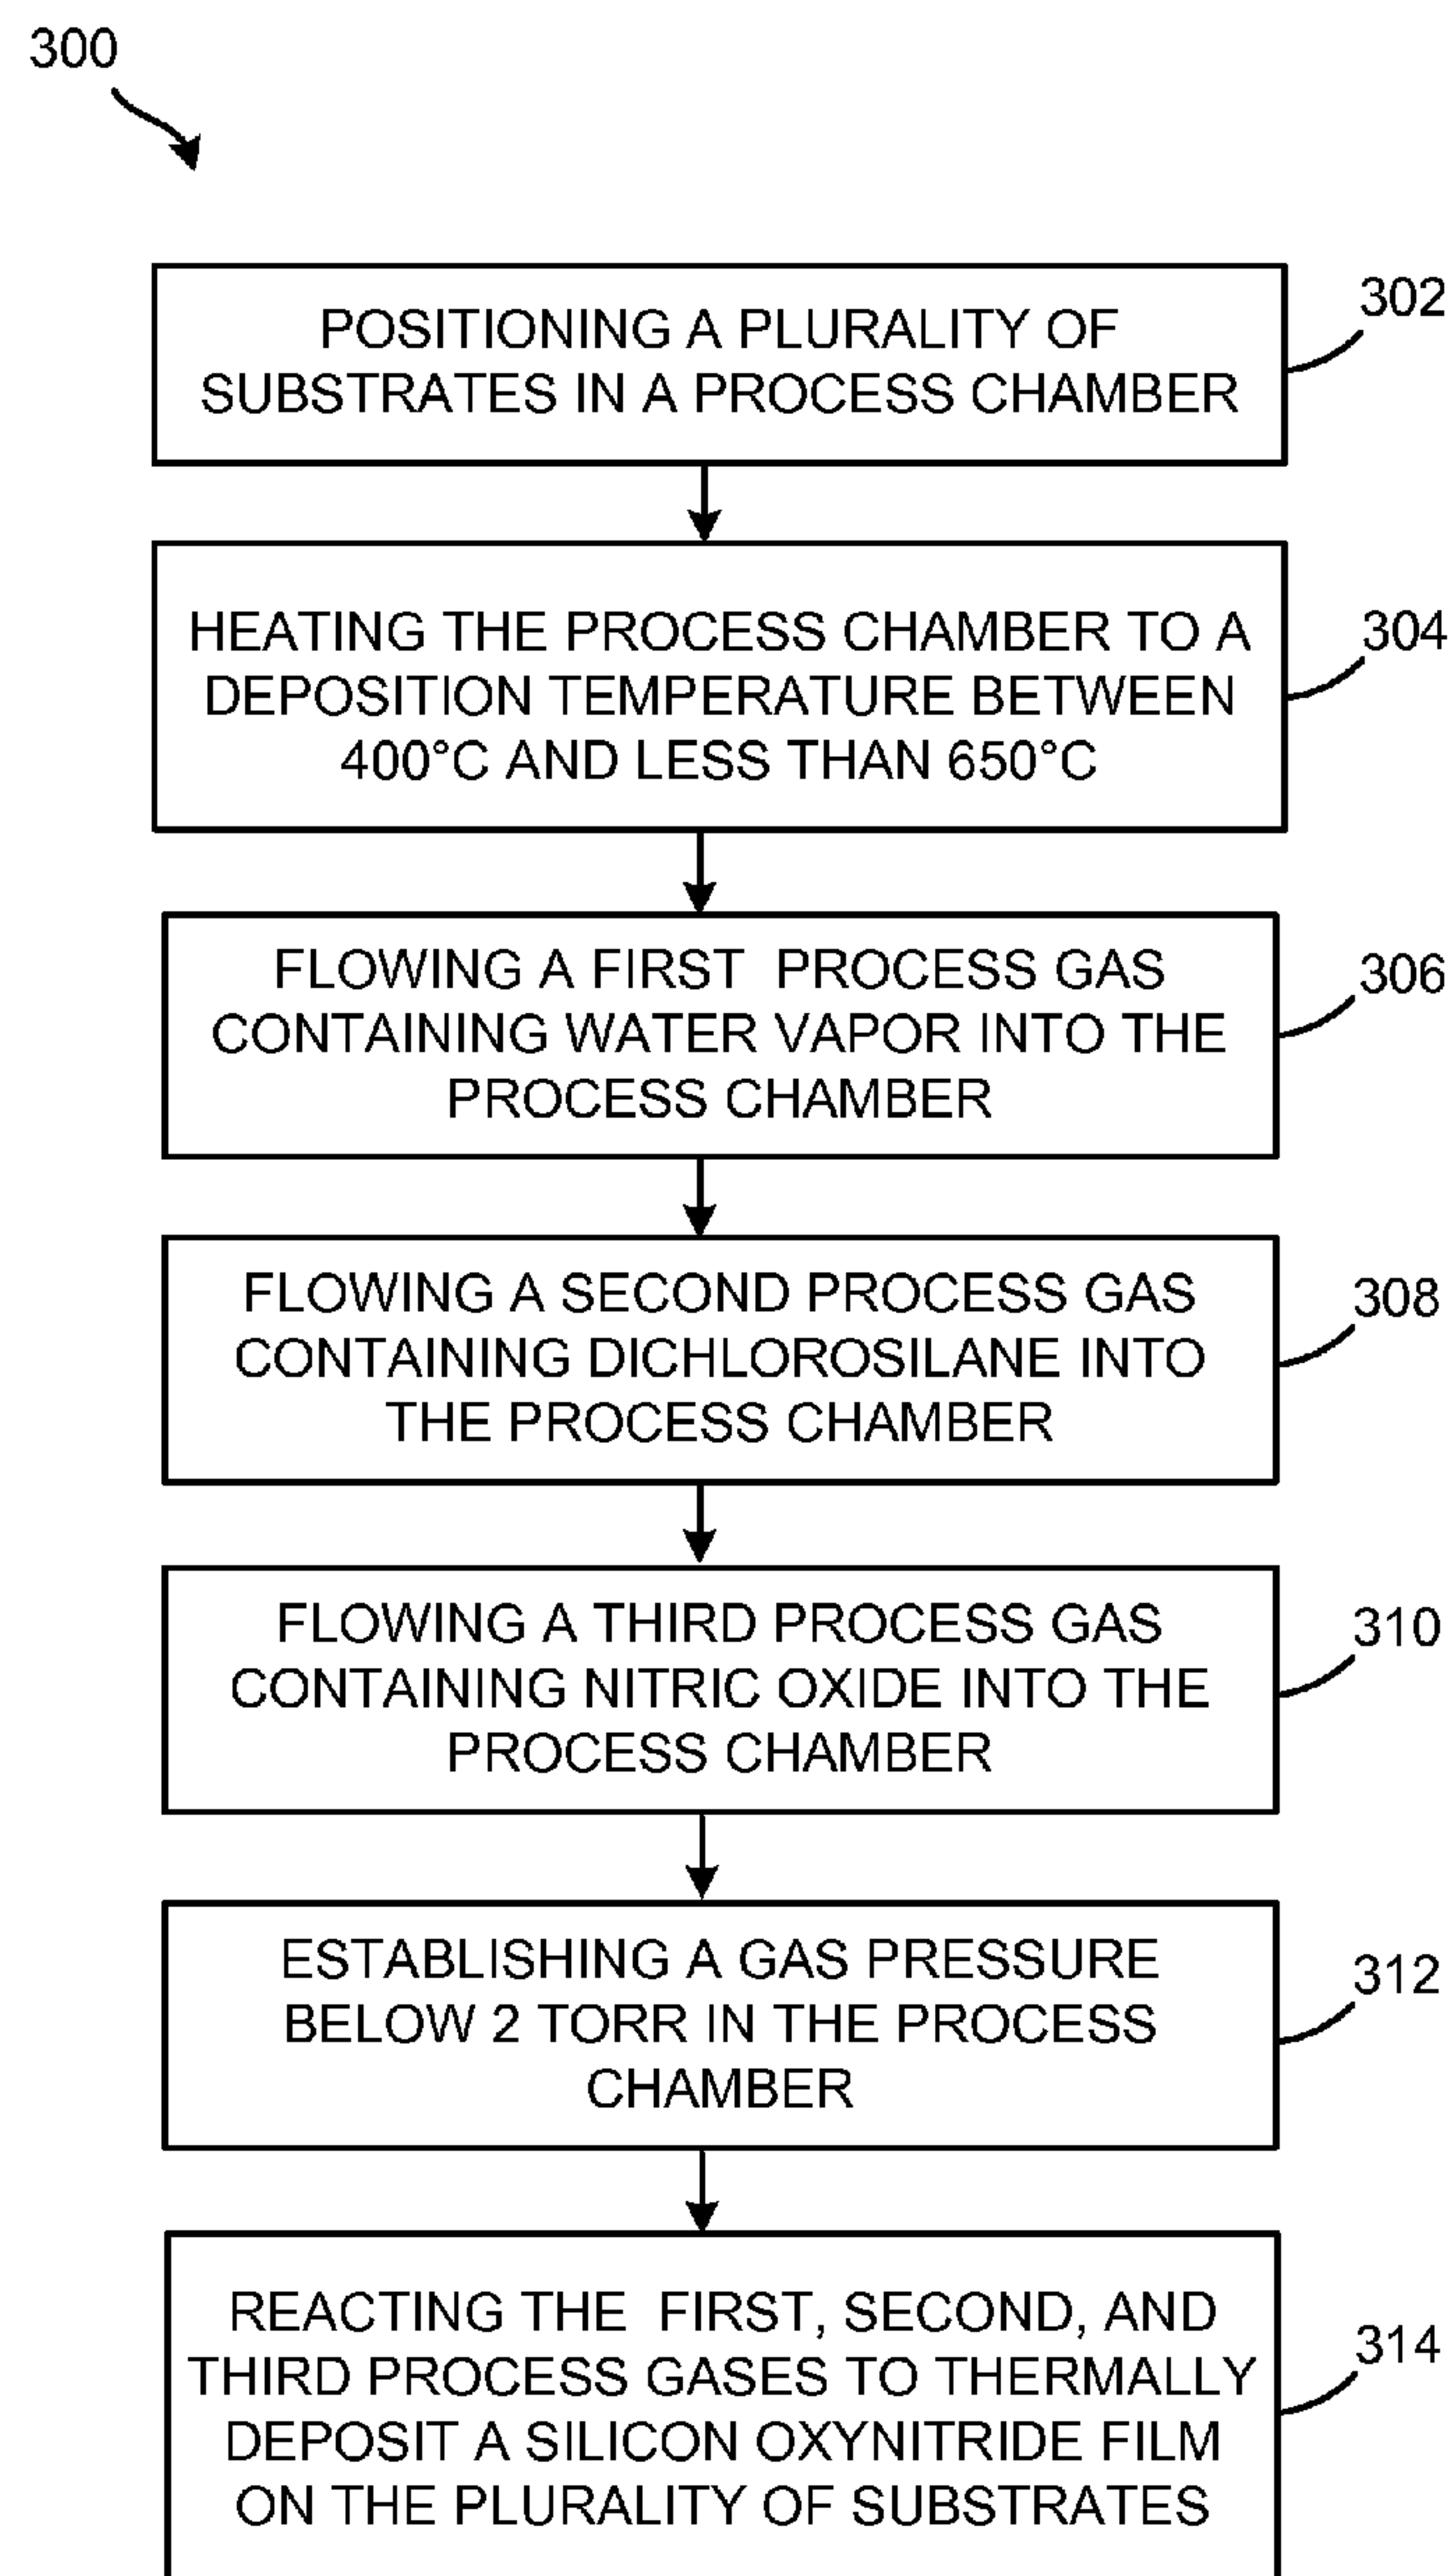 300
POSITIONING A PLURALITY OF
SUBSTRATES IN A PROCESS CHAMBER
302
HEATING THE PROCESS CHAMBER TO A
DEPOSITION TEMPERATURE BETWEEN
400°C AND LESS THAN 650°C
304
FLOWING A FIRST PROCESS GAS
CONTAINING WATER VAPOR INTO THE
PROCESS CHAMBER
306
FLOWING A SECOND PROCESS GAS
CONTAINING DICHLOROSILANE INTO
THE PROCESS CHAMBER
308
FLOWING A THIRD PROCESS GAS
CONTAINING NITRIC OXIDE INTO THE
PROCESS CHAMBER
310
ESTABLISHING A GAS PRESSURE
BELOW 2 TORR IN THE PROCESS
CHAMBER
312
REACTING THE FIRST, SECOND, AND
THIRD PROCESS GASES TO THERMALLY
DEPOSIT A SILICON OXYNITRIDE FILM
ON THE PLURALITY OF SUBSTRATES
314